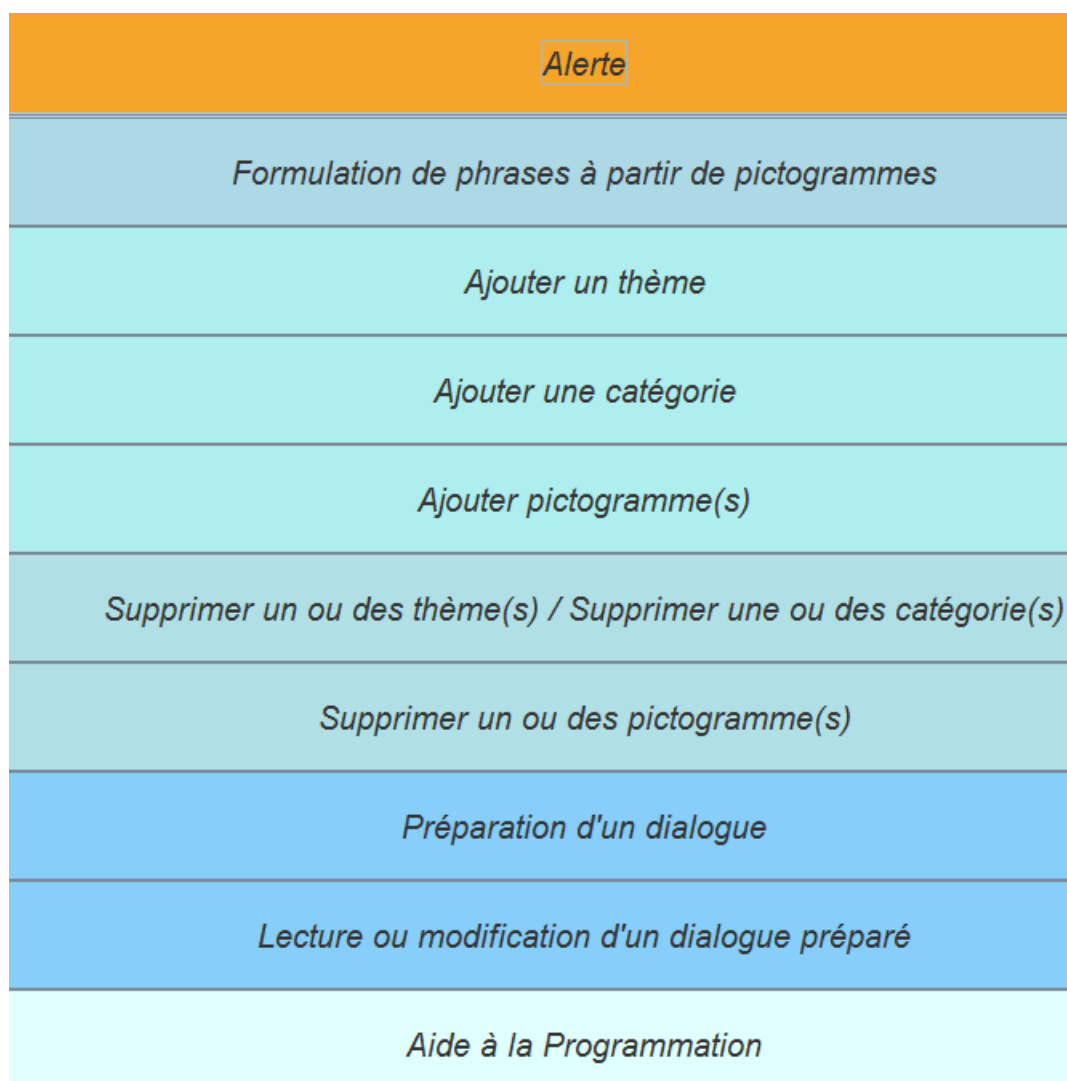 Alerte
Formulation de phrases à partir de pictogrammes
Ajouter un thème
Ajouter une catégorie
Ajouter pictogramme(s)
Supprimer un ou des thème(s) / Supprimer une ou des catégorie(s)
Supprimer un ou des pictogramme(s)
Préparation d'un dialogue
Lecture ou modification d'un dialogue préparé
Aide à la Programmation